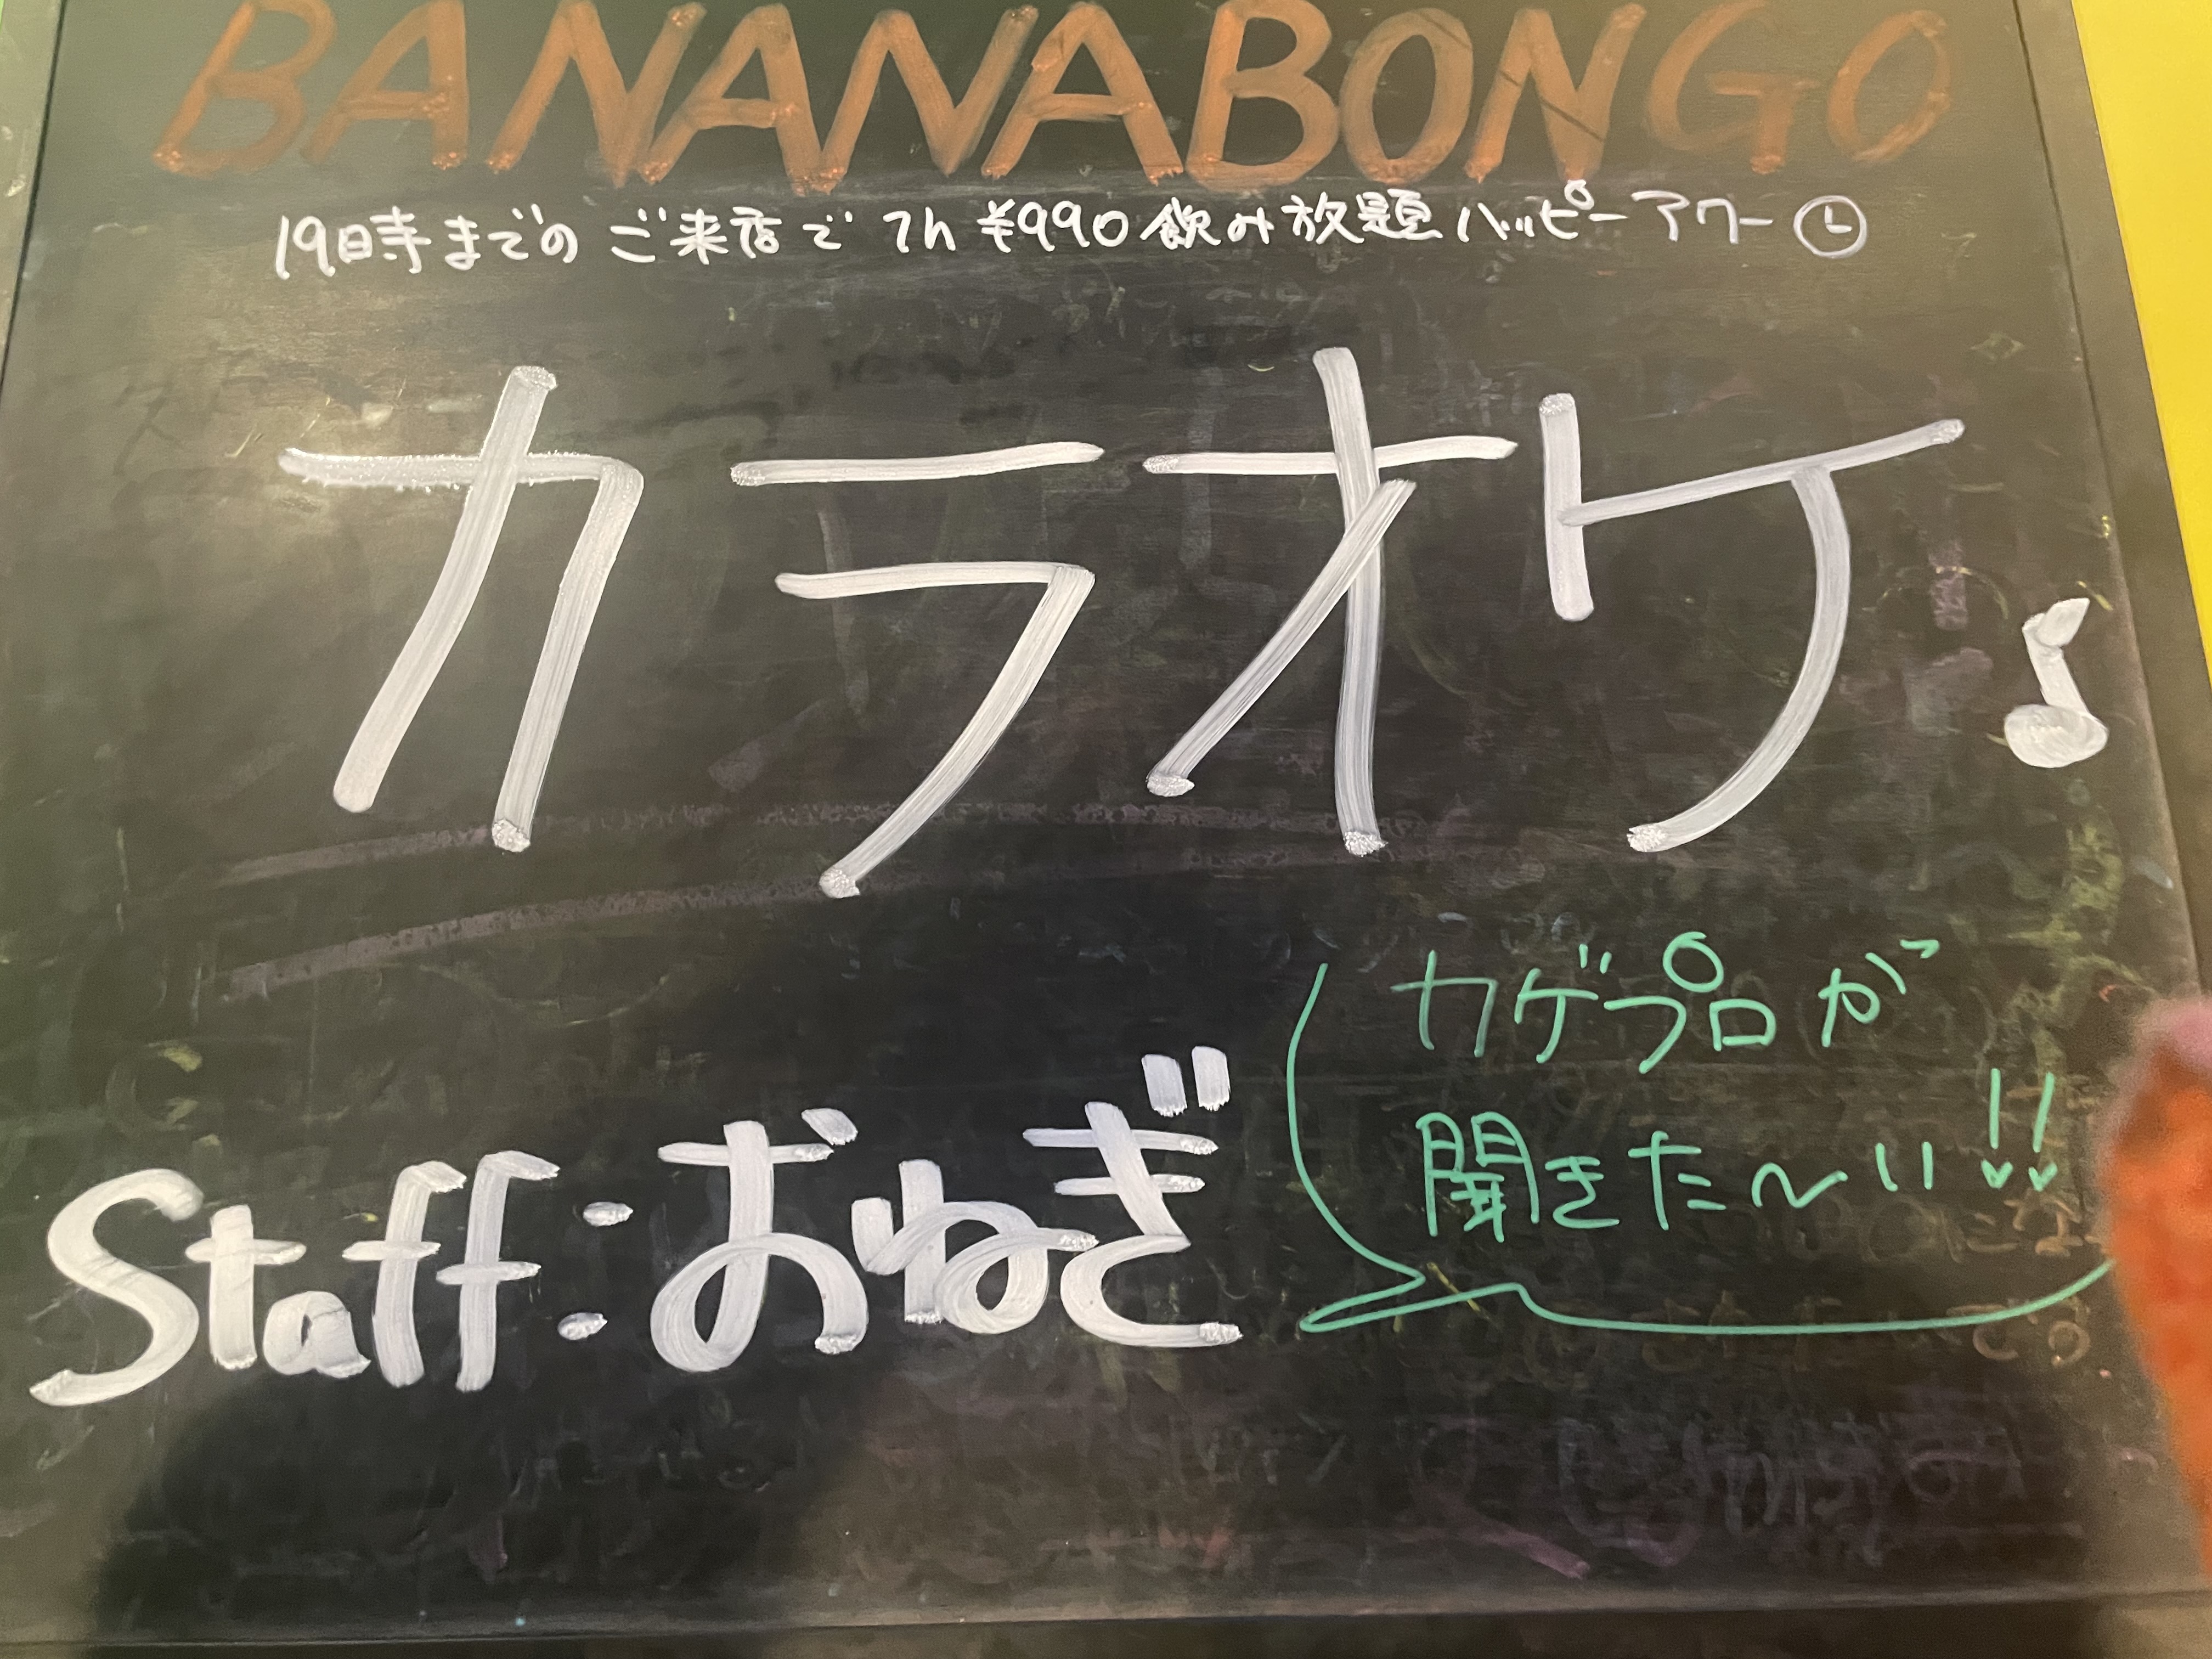 BANANABONGO
19時までのご来店で 1h ¥990 飲み放題 ハッピーアワー
カラオケ♪
カゲプロが
聞きた〜い!!
Staff:おねぎ